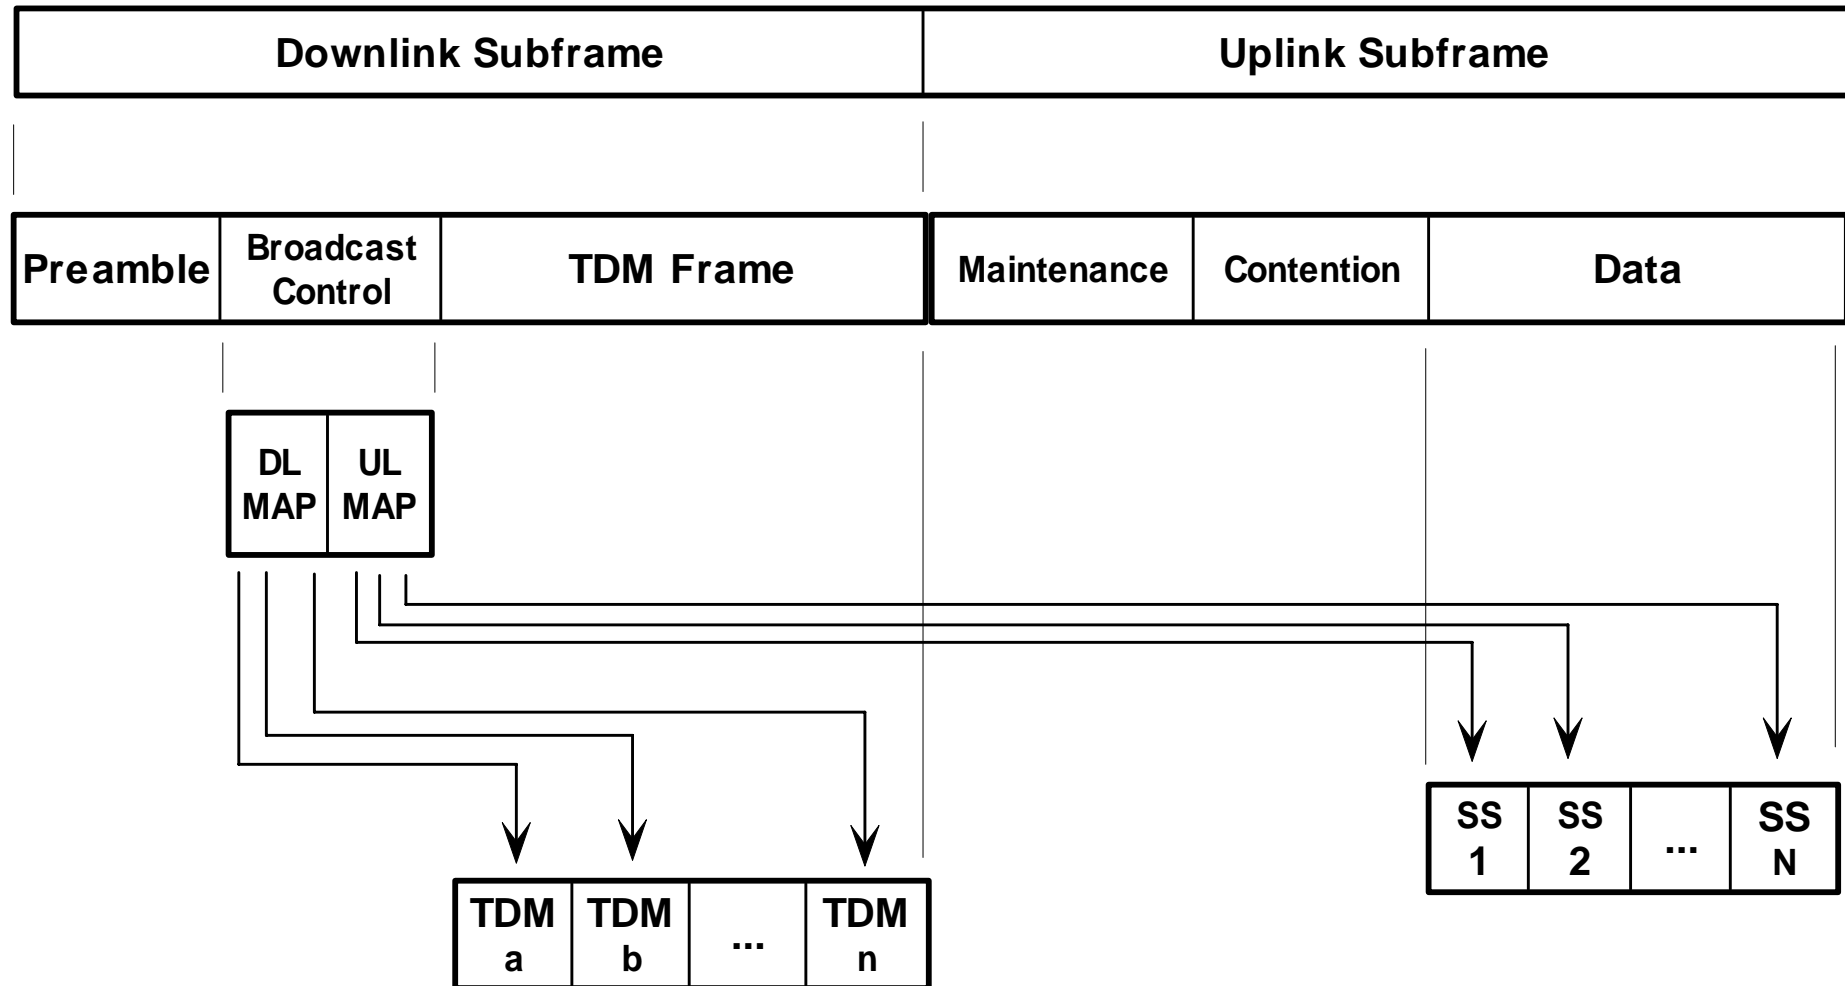 Downlink Subframe
Uplink Subframe
Preamble
Broadcast
Control
TDM Frame
Maintenance
Contention
Data
DL
MAP
UL
MAP
SS
1
SS
2
...
SS
N
TDM
a
TDM
b
...
TDM
n